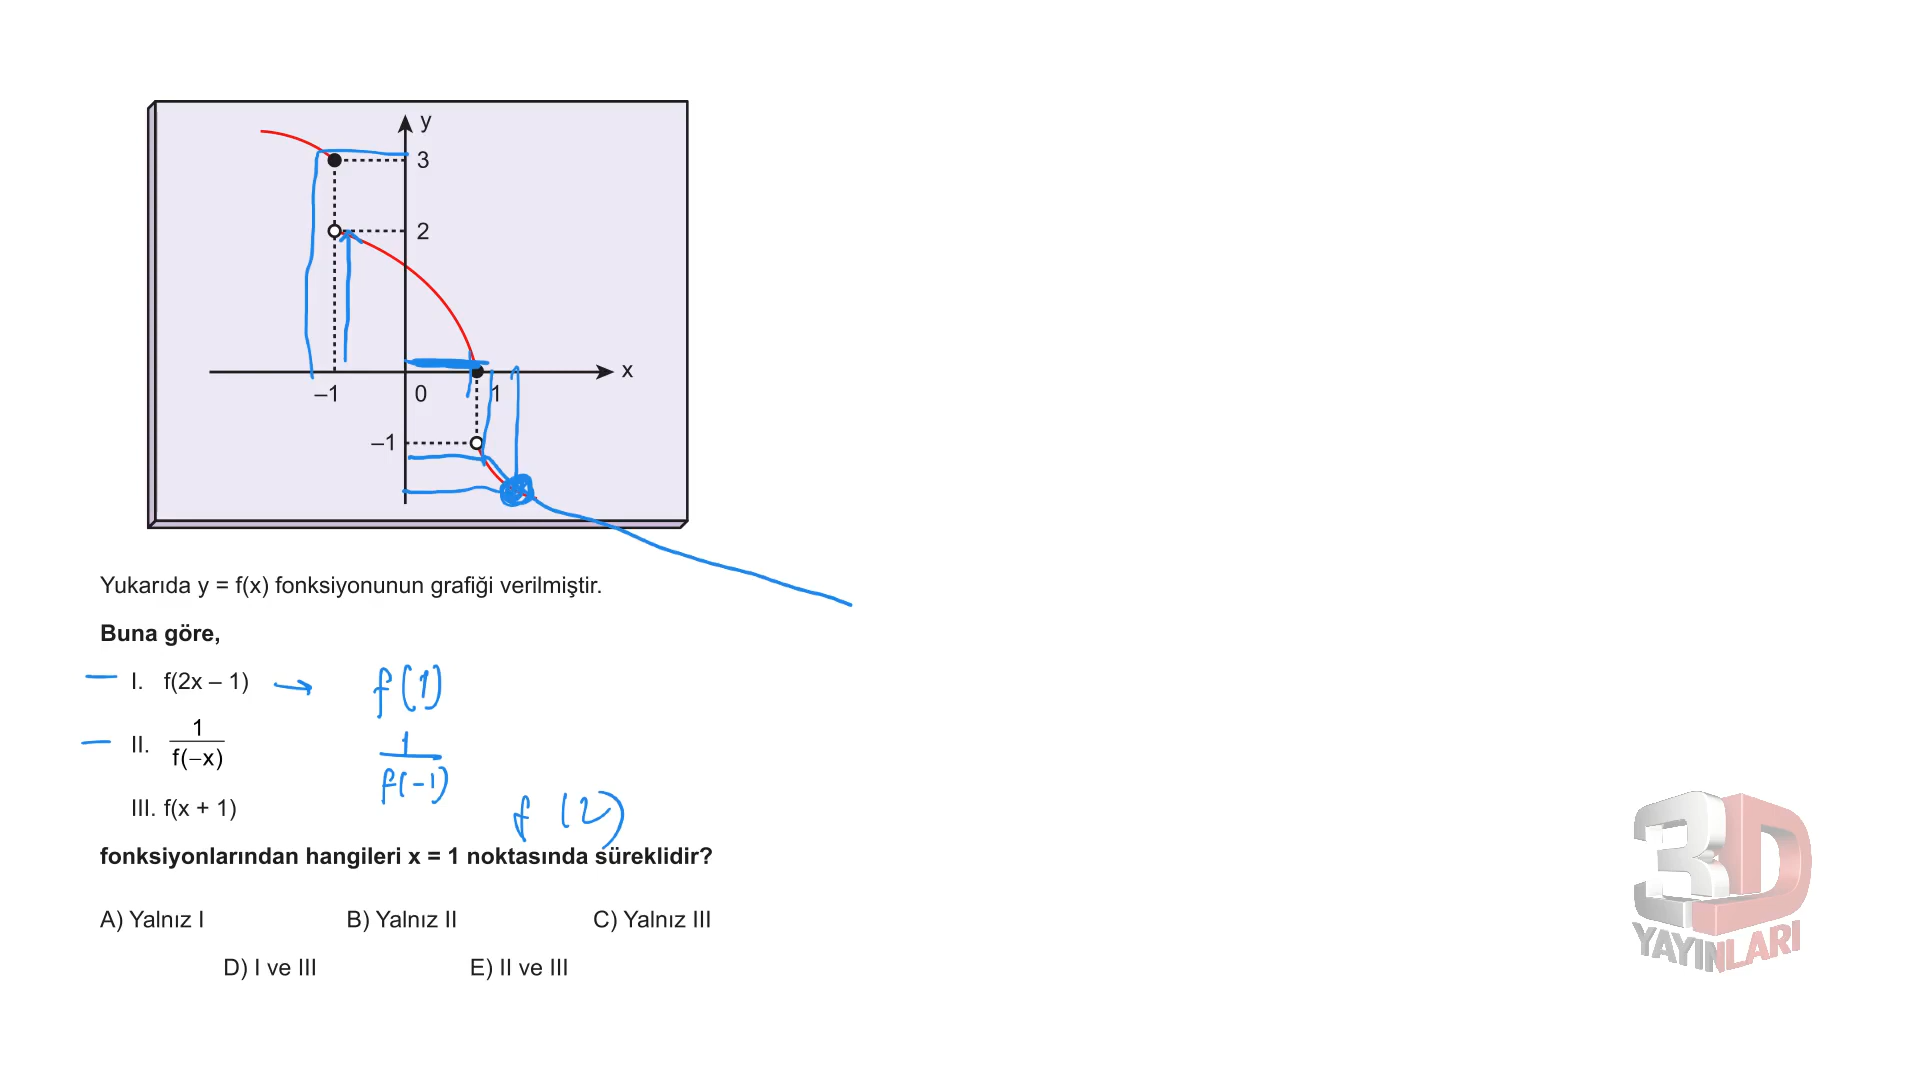 y
3
2
x
–1
0
1
–1
Yukarıda y = f(x) fonksiyonunun grafiği verilmiştir.
Buna göre,
I. f(2x – 1) → f(1)
II. 1/f(–x) 1/f(-1)
III. f(x + 1) f(2)
fonksiyonlarından hangileri x = 1 noktasında süreklidir?
A) Yalnız I B) Yalnız II C) Yalnız III
D) I ve III E) II ve III
3D
YAYINLARI